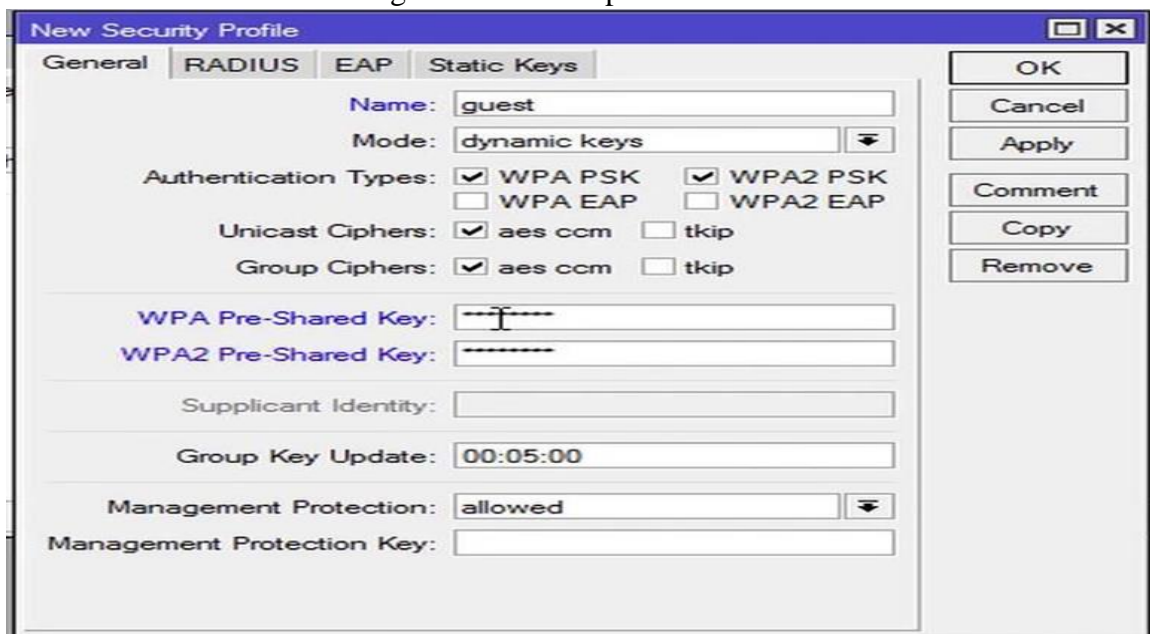 New Security Profile
General RADIUS EAP Static Keys
OK
Name: guest
Cancel
Mode: dynamic keys
Apply
Authentication Types: WPA PSK WPA2 PSK
WPA EAP WPA2 EAP
Comment
Unicast Ciphers: aes ccm tkip
Copy
Group Ciphers: aes ccm tkip
Remove
WPA Pre-Shared Key: *********
WPA2 Pre-Shared Key: *********
Supplicant Identity:
Group Key Update: 00:05:00
Management Protection: allowed
Management Protection Key: